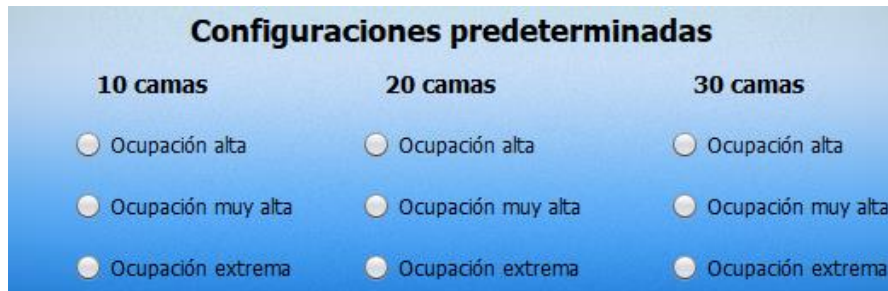 Configuraciones predeterminadas
10 camas 20 camas 30 camas
Ocupación alta Ocupación alta Ocupación alta
Ocupación muy alta Ocupación muy alta Ocupación muy alta
Ocupación extrema Ocupación extrema Ocupación extrema